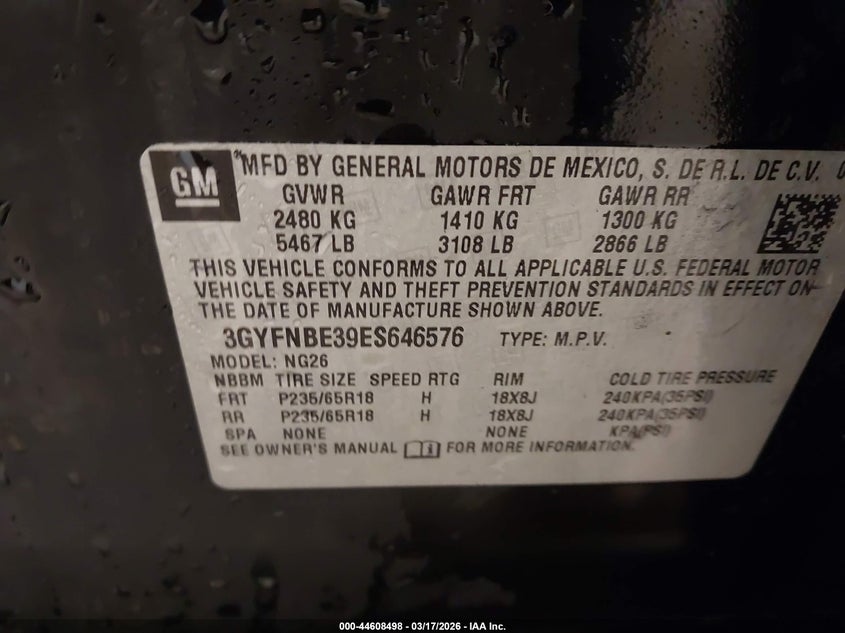 GM
*MFD BY GENERAL MOTORS DE MEXICO, S. DE R.L. DE C.V.
GVWR GAWR FRT GAWR RR
2480 KG 1410 KG 1300 KG
5467 LB 3108 LB 2866 LB
THIS VEHICLE CONFORMS TO ALL APPLICABLE U.S. FEDERAL MOTOR
VEHICLE SAFETY AND THEFT PREVENTION STANDARDS IN EFFECT ON
THE DATE OF MANUFACTURE SHOWN ABOVE.
3GYFNBE39ES646576 TYPE: M.P.V.
MODEL: NG26
NBBM TIRE SIZE SPEED RTG RIM COLD TIRE PRESSURE
FRT P235/65R18 H 18X8J 240KPA(35PSI)
RR P235/65R18 H 18X8J 240KPA(35PSI)
SPA NONE NONE KPA(PSI)
SEE OWNER'S MANUAL FOR MORE INFORMATION.
000-44608498 - 03/17/2026 - IAA Inc.